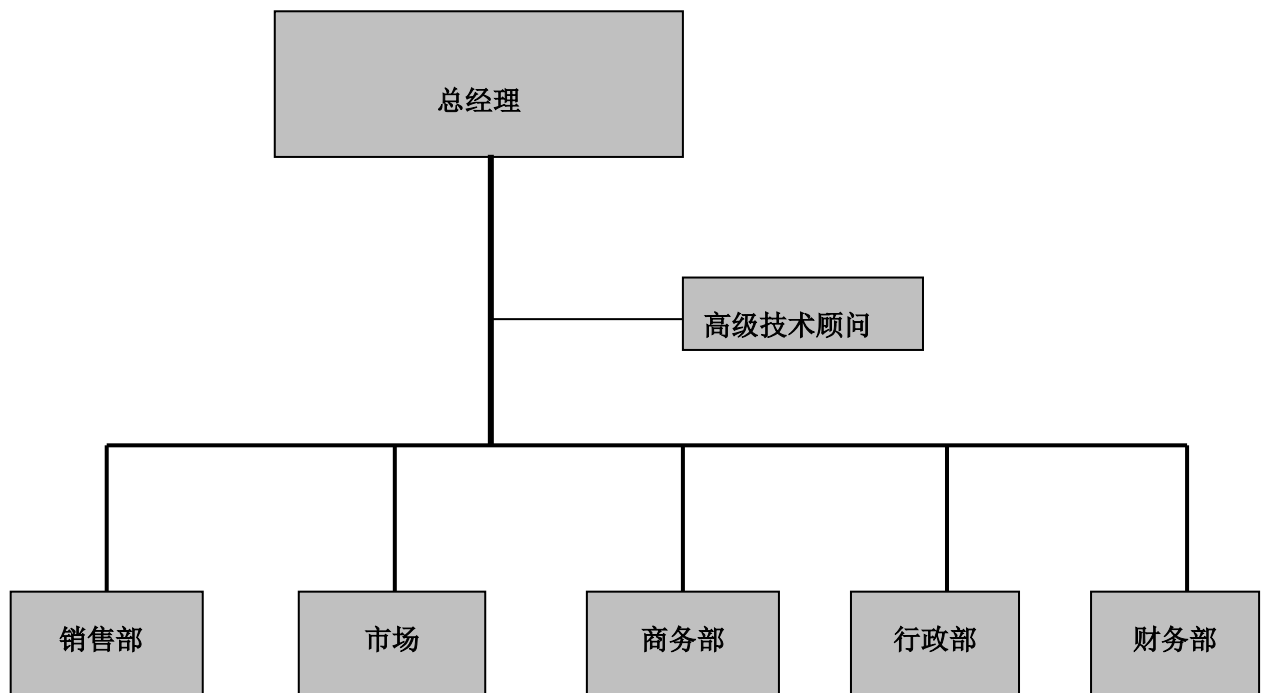 总经理
高级技术顾问
销售部
市场
商务部
行政部
财务部